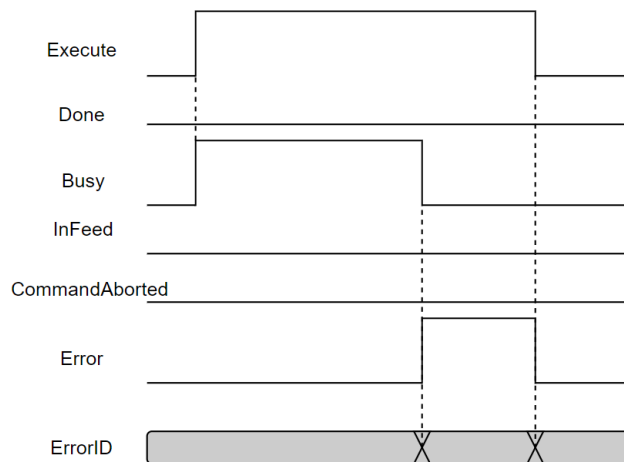 Execute
Done
Busy
InFeed
CommandAborted
Error
ErrorID